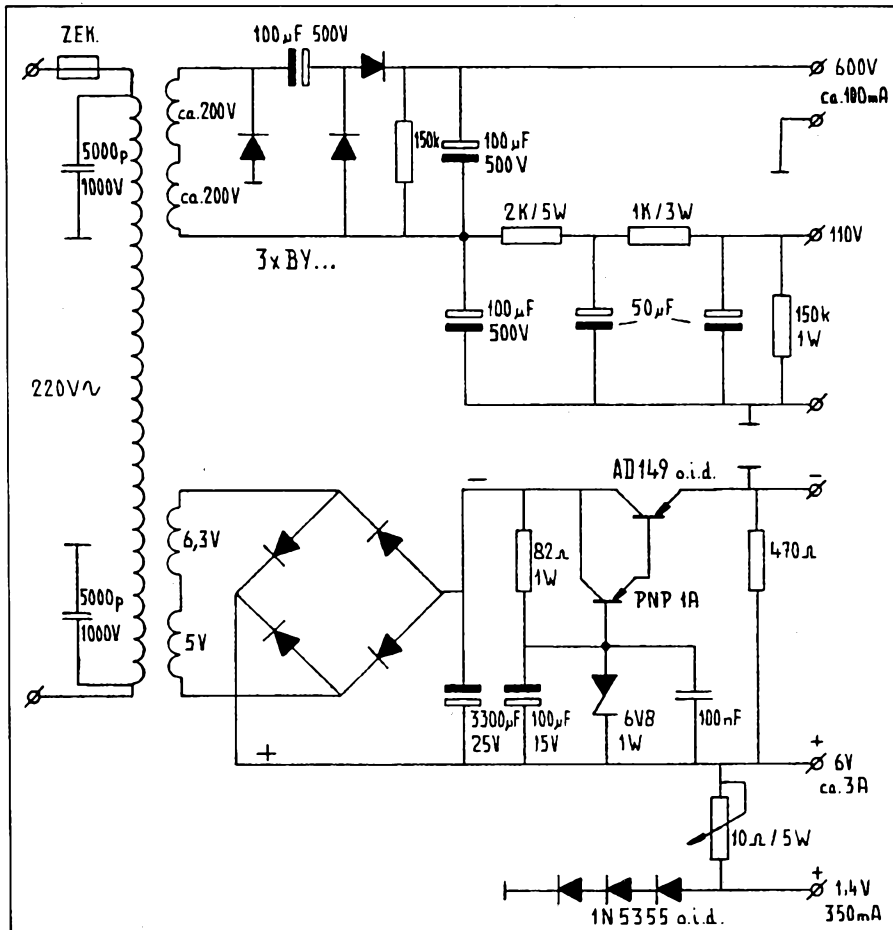 ZEK.
100µF 500V
600V
ca.100mA
ca.200V
5000p
1000V
150k
100µF
500V
ca.200V
2K/5W
1K/3W
110V
3xBY...
100µF
500V
50µF
150k
1W
220V∿
AD149 o.i.d.
−
−
6,3V
82Ω
1W
470Ω
PNP 1A
5000p
1000V
5V
3300µF
25V
100µF
15V
6V8
1W
100nF
+
+
6V
ca.3A
10Ω/5W
+
1,4V
350mA
1N5355 o.i.d.